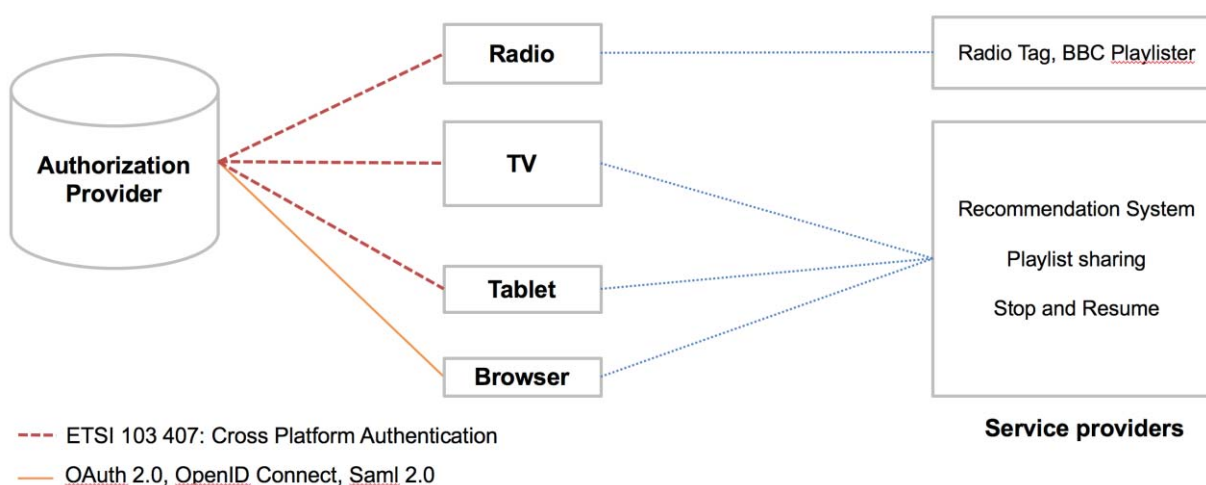 Authorization
Provider
Radio
TV
Tablet
Browser
Radio Tag, BBC Playlister
Recommendation System
Playlist sharing
Stop and Resume
Service providers
ETSI 103 407: Cross Platform Authentication
OAuth 2.0, OpenID Connect, Saml 2.0